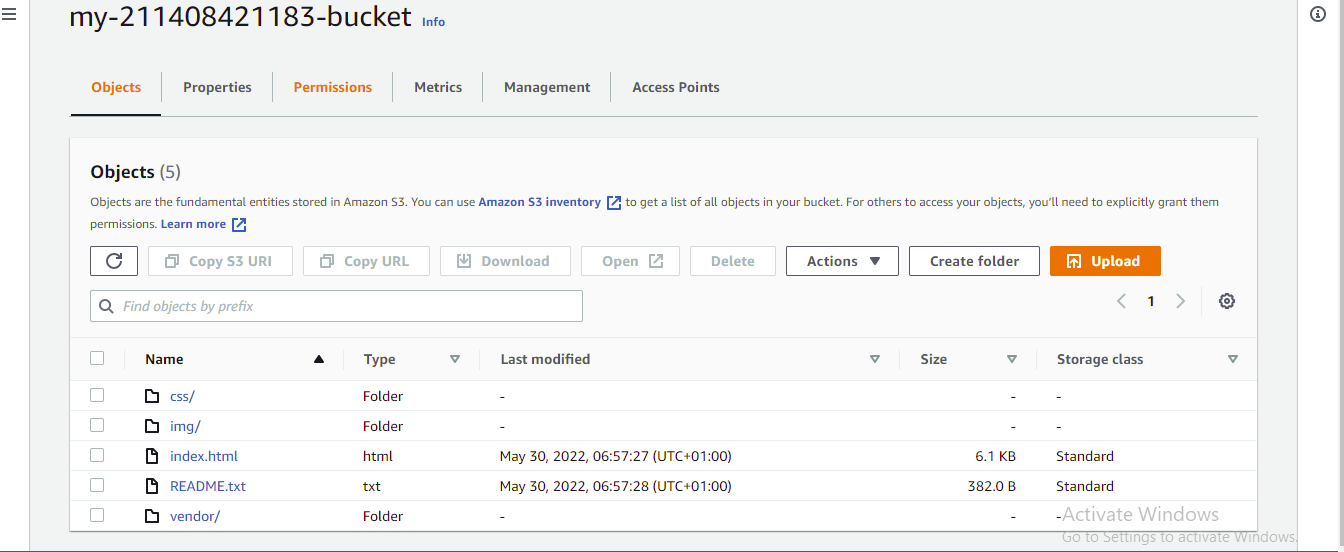 my-211408421183-bucket Info
Objects Properties Permissions Metrics Management Access Points
Objects (5)
Objects are the fundamental entities stored in Amazon S3. You can use Amazon S3 inventory to get a list of all objects in your bucket. For others to access your objects, you'll need to explicitly grant them
permissions. Learn more
Copy S3 URI Copy URL Download Open Delete Actions Create folder Upload
Find objects by prefix 1
Name Type Last modified Size Storage class
css/ Folder - - -
img/ Folder - - -
index.html html May 30, 2022, 06:57:27 (UTC+01:00) 6.1 KB Standard
README.txt txt May 30, 2022, 06:57:28 (UTC+01:00) 382.0 B Standard
vendor/ Folder - - -
Activate Windows
Go to Settings to activate Windows.